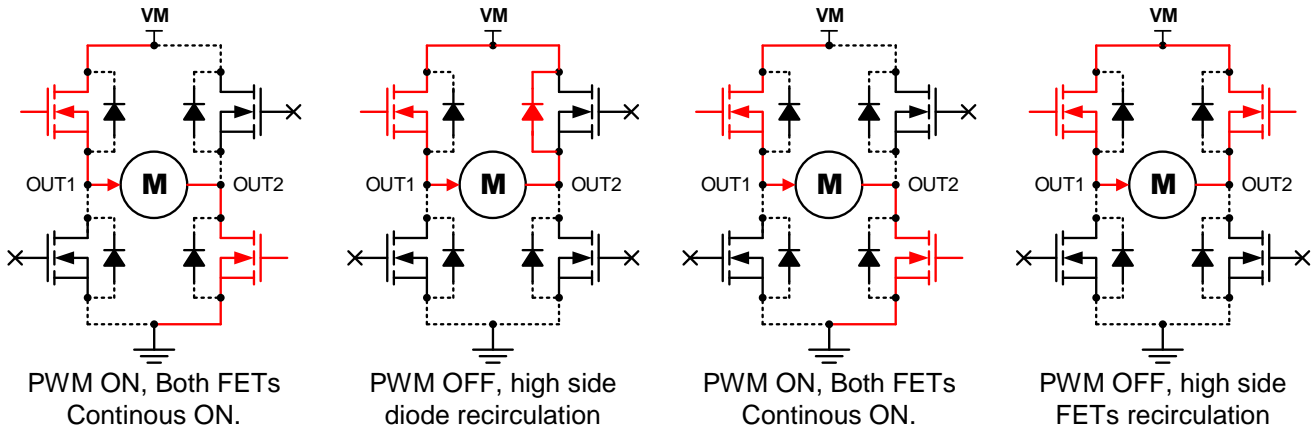 VM
OUT1
M
OUT2
PWM ON, Both FETs
Continous ON.
VM
OUT1
M
OUT2
PWM OFF, high side
diode recirculation
VM
OUT1
M
OUT2
PWM ON, Both FETs
Continous ON.
VM
OUT1
M
OUT2
PWM OFF, high side
FETs recirculation